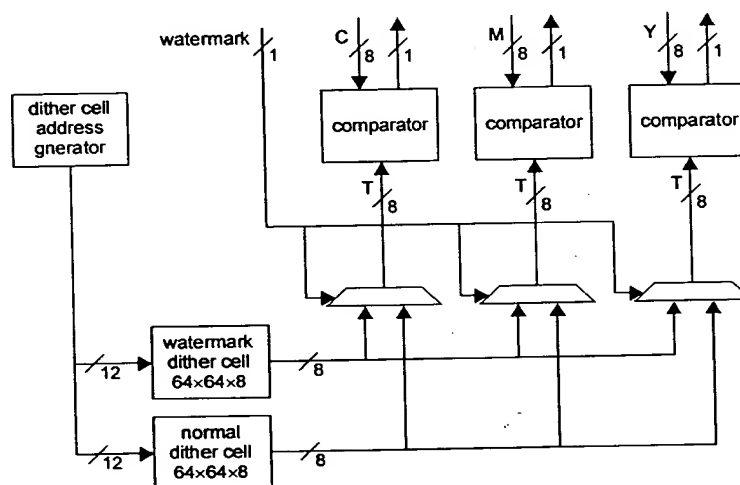 watermark
1
C
8
1
M
8
1
Y
8
1
dither cell
address
gnerator
comparator
comparator
comparator
T
8
T
8
T
8
12
watermark
dither cell
64×64×8
8
12
normal
dither cell
64×64×8
8